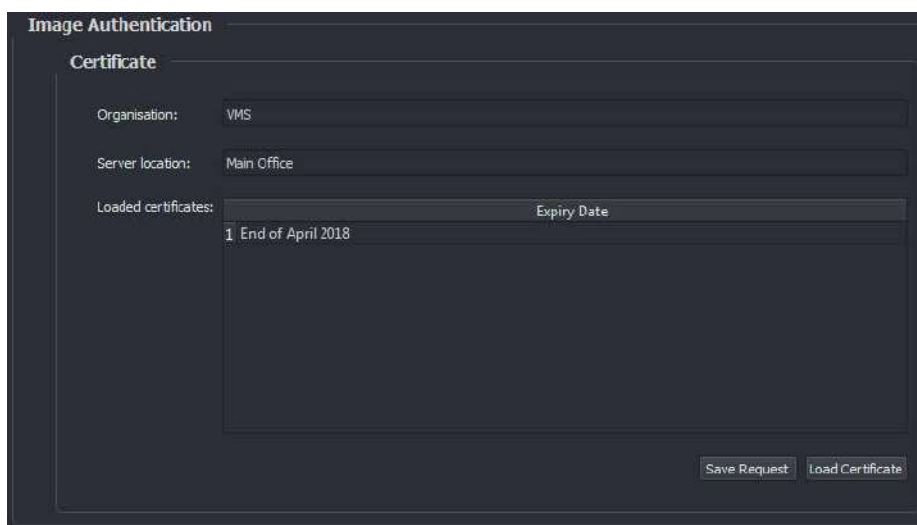 Image Authentication
Certificate
Organisation: VMS
Server location: Main Office
Loaded certificates: Expiry Date
1 End of April 2018
Save Request Load Certificate